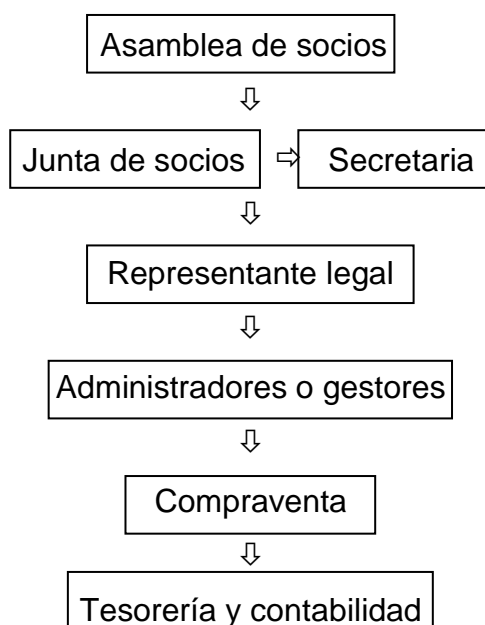 Asamblea de socios
Junta de socios
Secretaria
Representante legal
Administradores o gestores
Compraventa
Tesorería y contabilidad